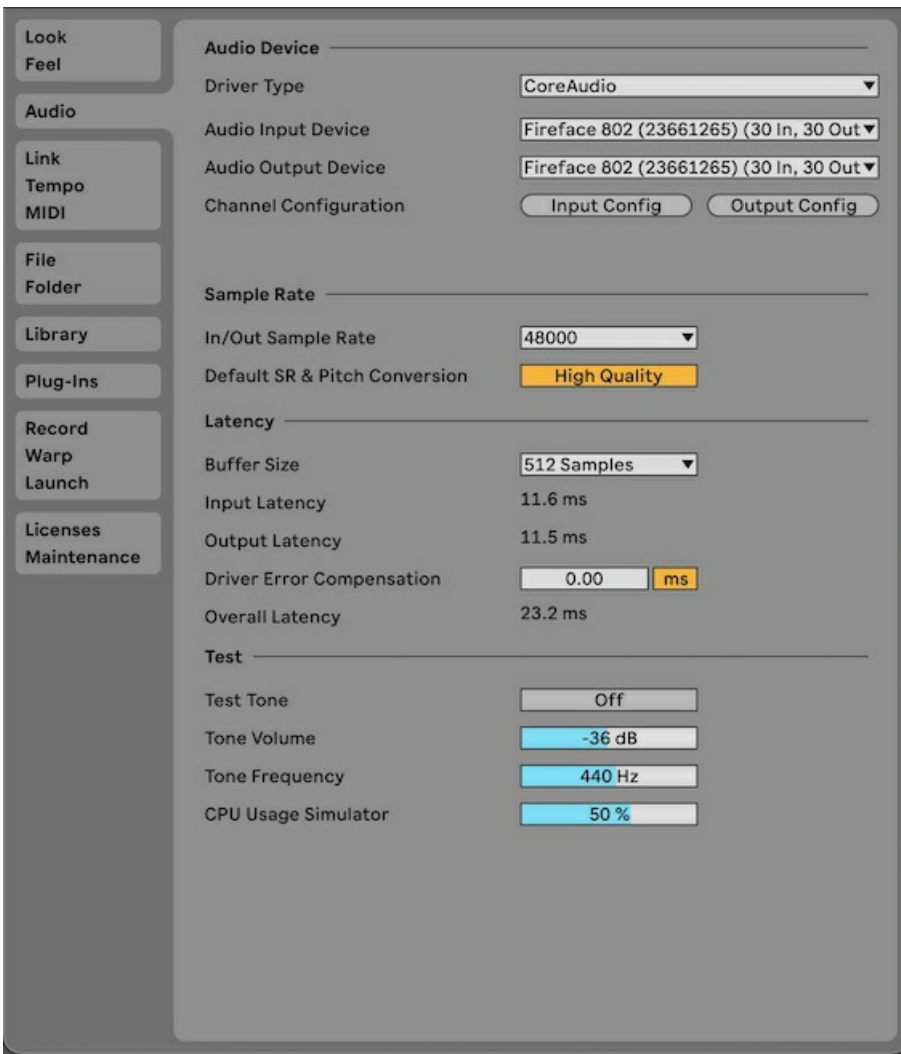 Look
Feel
Audio
Link
Tempo
MIDI
File
Folder
Library
Plug-Ins
Record
Warp
Launch
Licenses
Maintenance
Audio Device
Driver Type CoreAudio
Audio Input Device Fireface 802 (23661265) (30 In, 30 Out
Audio Output Device Fireface 802 (23661265) (30 In, 30 Out
Channel Configuration Input Config Output Config
Sample Rate
In/Out Sample Rate 48000
Default SR & Pitch Conversion High Quality
Latency
Buffer Size 512 Samples
Input Latency 11.6 ms
Output Latency 11.5 ms
Driver Error Compensation 0.00 ms
Overall Latency 23.2 ms
Test
Test Tone Off
Tone Volume -36 dB
Tone Frequency 440 Hz
CPU Usage Simulator 50 %